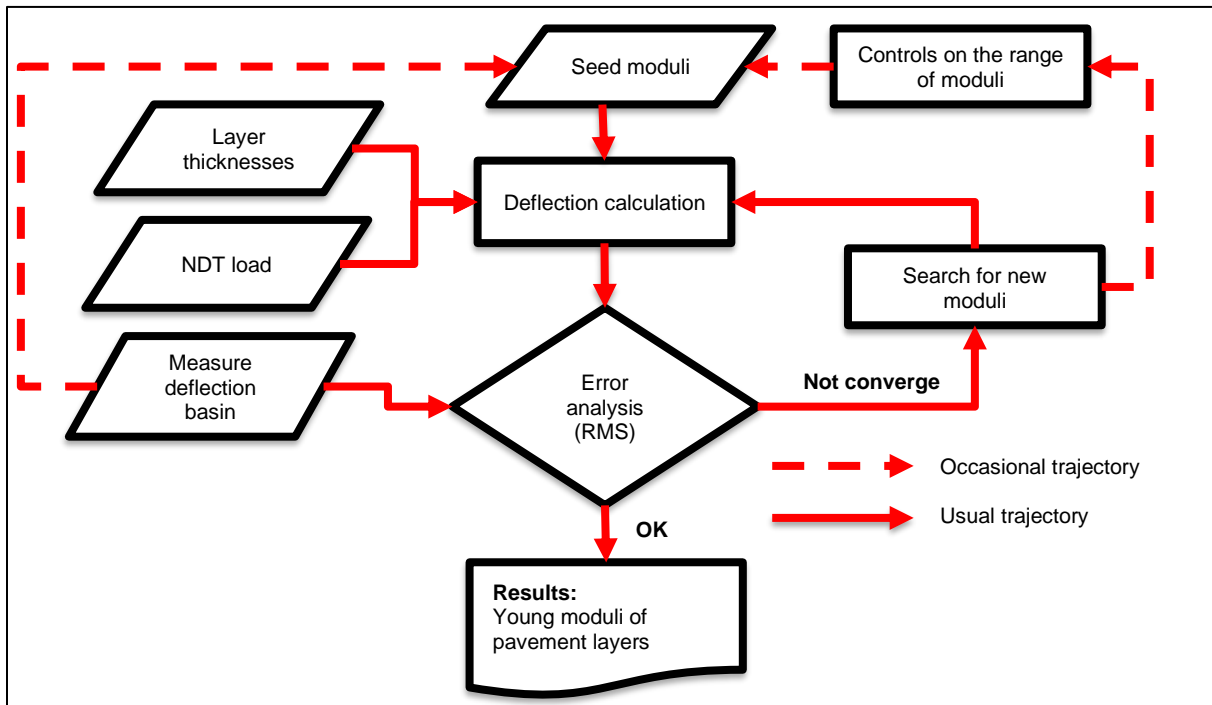 Seed moduli
Controls on the range
of moduli
Layer
thicknesses
Deflection calculation
NDT load
Search for new
moduli
Measure
deflection
basin
Error
analysis
(RMS)
Not converge
Occasional trajectory
Usual trajectory
OK
Results:
Young moduli of
pavement layers